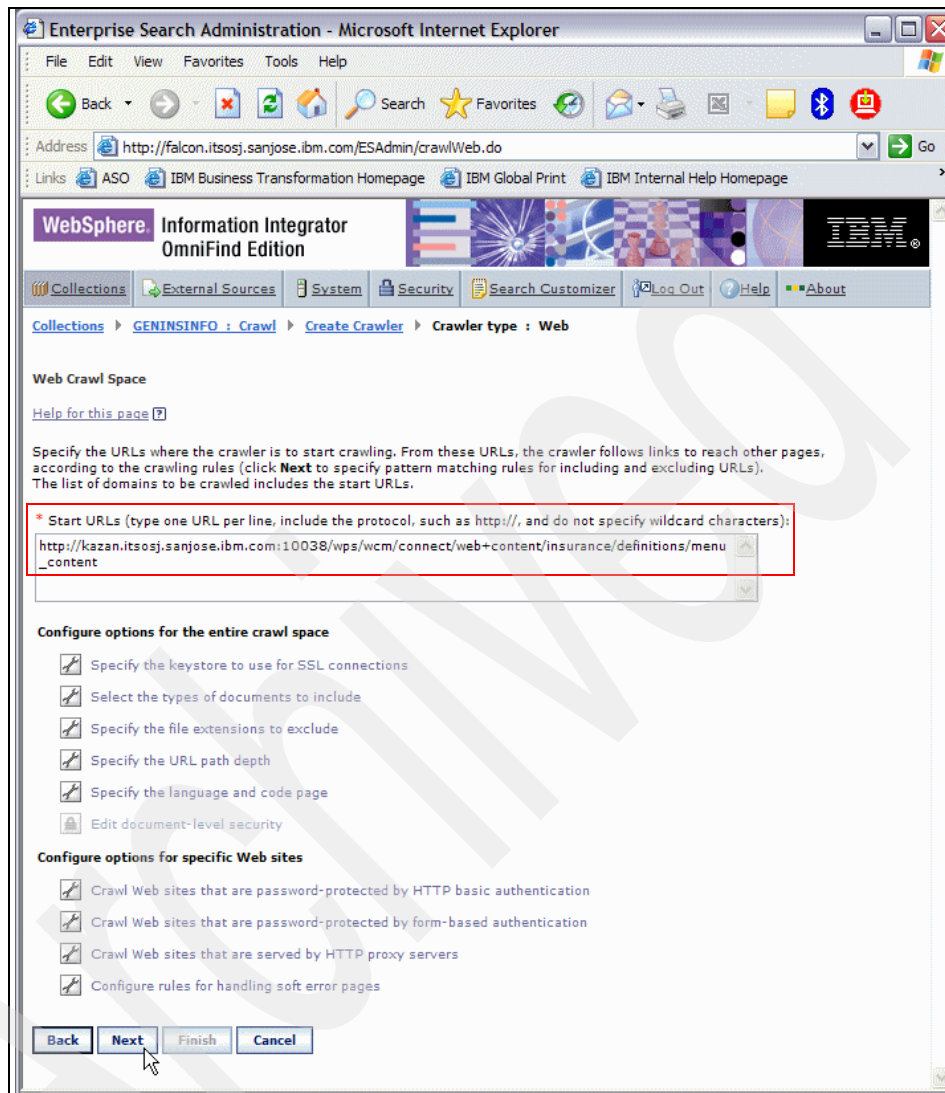 Enterprise Search Administration - Microsoft Internet Explorer
File Edit View Favorites Tools Help
Back Search Favorites
Address http://falcon.itsosj.sanjose.ibm.com/ESAdmin/crawlWeb.do Go
Links ASO IBM Business Transformation Homepage IBM Global Print IBM Internal Help Homepage »
WebSphere. Information Integrator
OmniFind Edition
IBM®
Collections External Sources System Security Search Customizer Log Out Help About
Collections GENINSINFO : Crawl Create Crawler Crawler type : Web
Web Crawl Space
Help for this page ?
Specify the URLs where the crawler is to start crawling. From these URLs, the crawler follows links to reach other pages,
according to the crawling rules (click Next to specify pattern matching rules for including and excluding URLs).
The list of domains to be crawled includes the start URLs.
* Start URLs (type one URL per line, include the protocol, such as http://, and do not specify wildcard characters):
http://kazan.itsosj.sanjose.ibm.com:10038/wps/wcm/connect/web+content/insurance/definitions/menu
_content
Configure options for the entire crawl space
Specify the keystore to use for SSL connections
Select the types of documents to include
Specify the file extensions to exclude
Specify the URL path depth
Specify the language and code page
Edit document-level security
Configure options for specific Web sites
Crawl Web sites that are password-protected by HTTP basic authentication
Crawl Web sites that are password-protected by form-based authentication
Crawl Web sites that are served by HTTP proxy servers
Configure rules for handling soft error pages
Back Next Finish Cancel
Archived